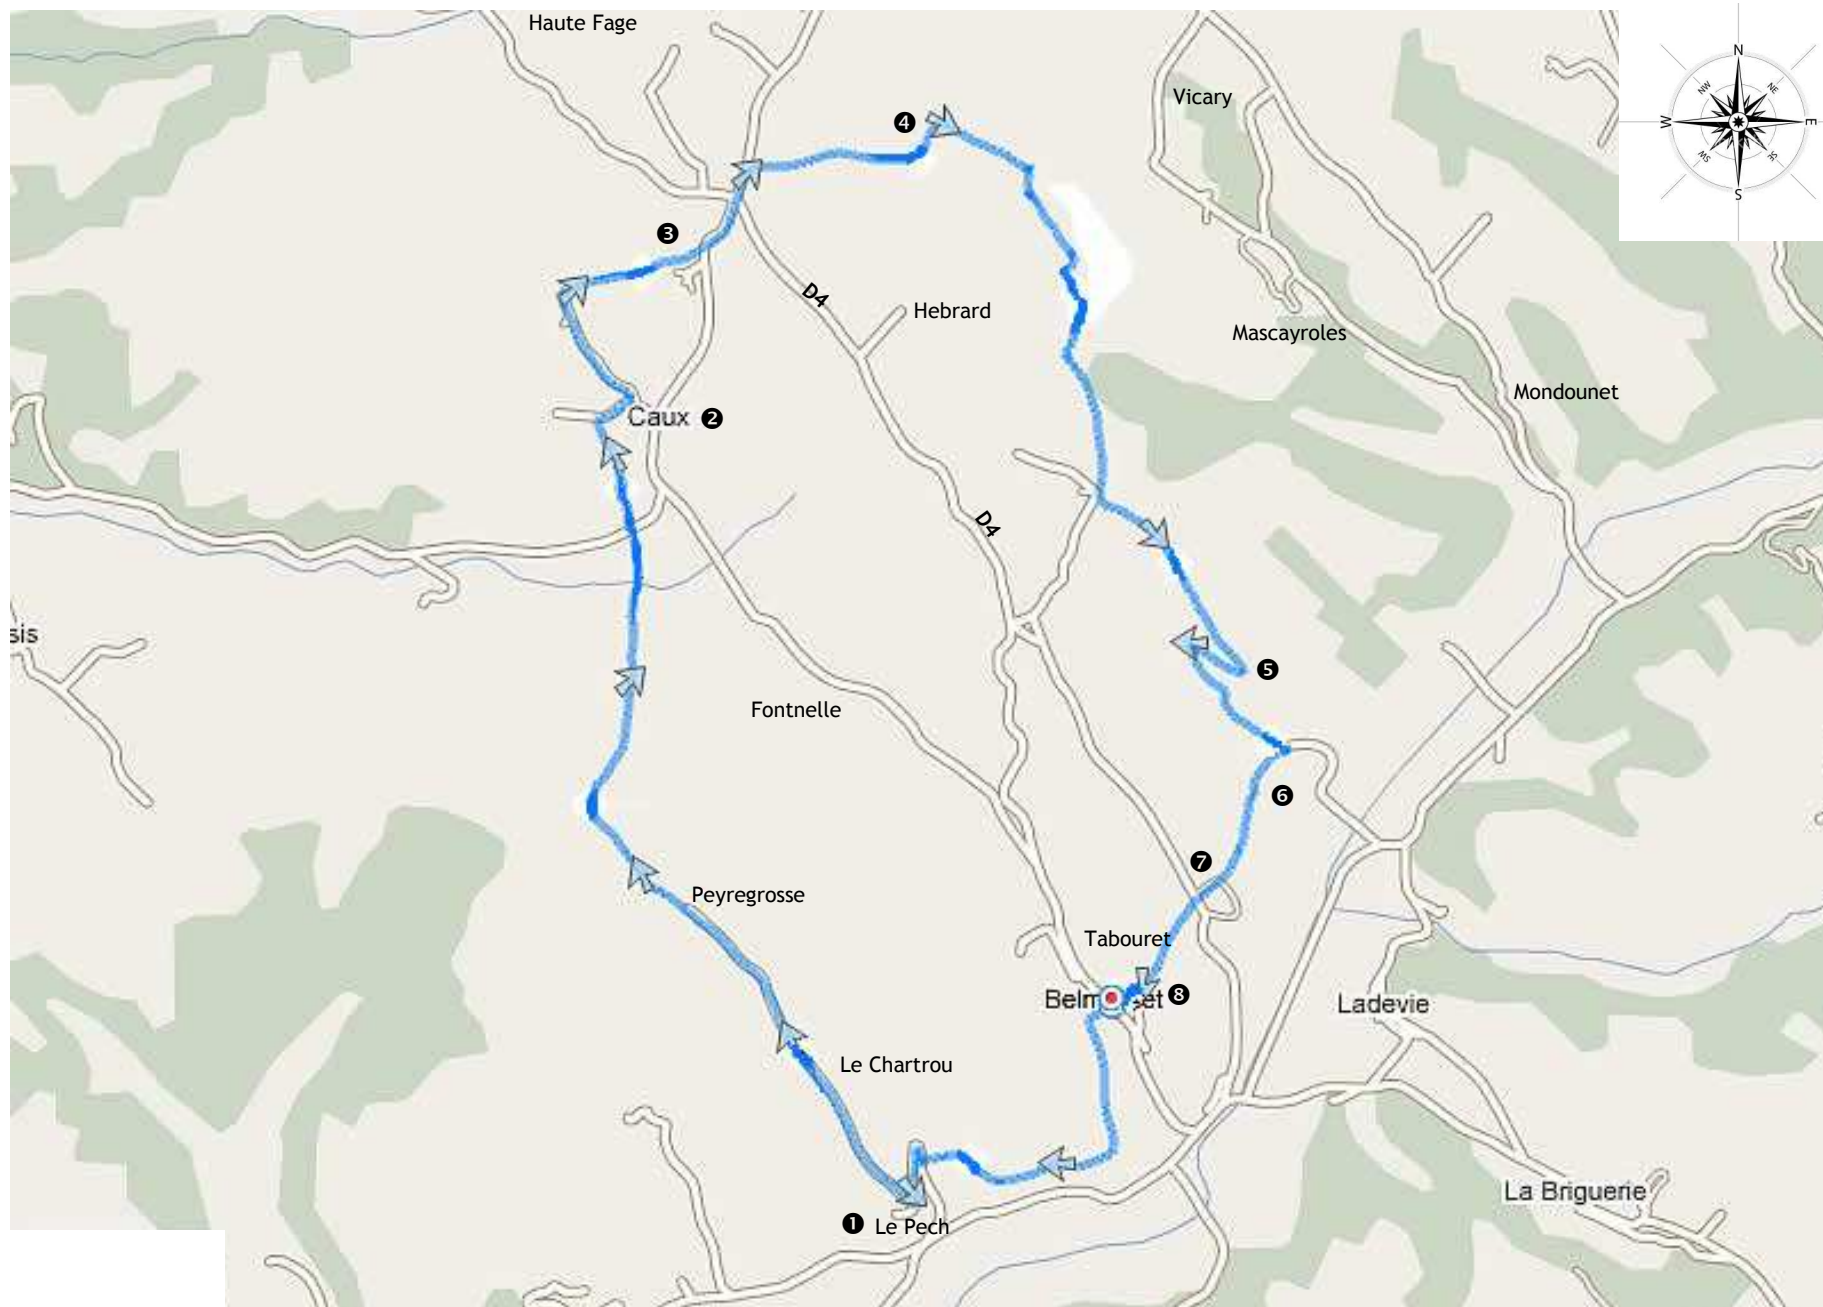 Haute Fage
N
NW
NE
W
E
SW
SE
S
Vicary
❹
❸
D4
Hebrard
Mascayroles
Mondounet
Caux ❷
D4
sis
❺
Fontnelle
❻
❼
Peyregrosse
Tabouret
❽
Ladevie
Le Chartrou
La Briguerie
❶ Le Pech